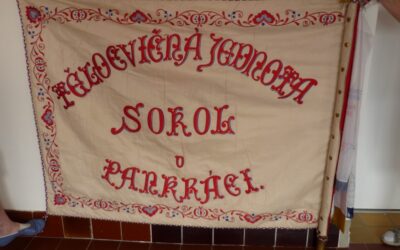 TĚLOCVIČNÁ JEDNOTA
SOKOL
V
PANKRÁCI.